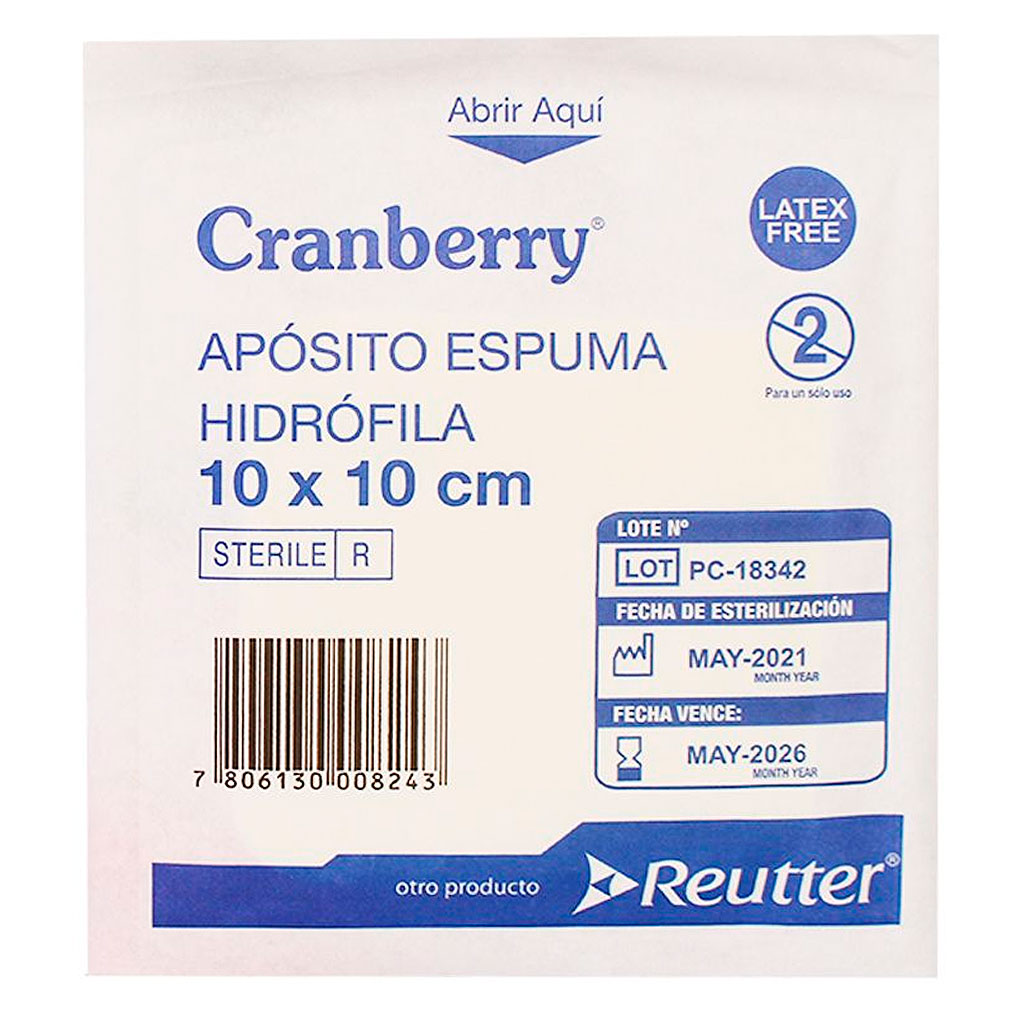 Abrir Aquí
Cranberry®
LATEX
FREE
2
Para un sólo uso
APÓSITO ESPUMA
HIDRÓFILA
10 x 10 cm
STERILE R
LOTE Nº
LOT PC-18342
FECHA DE ESTERILIZACIÓN
MAY-2021
MONTH YEAR
FECHA VENCE:
MAY-2026
MONTH YEAR
7 806130 008243
otro producto
Reutter®